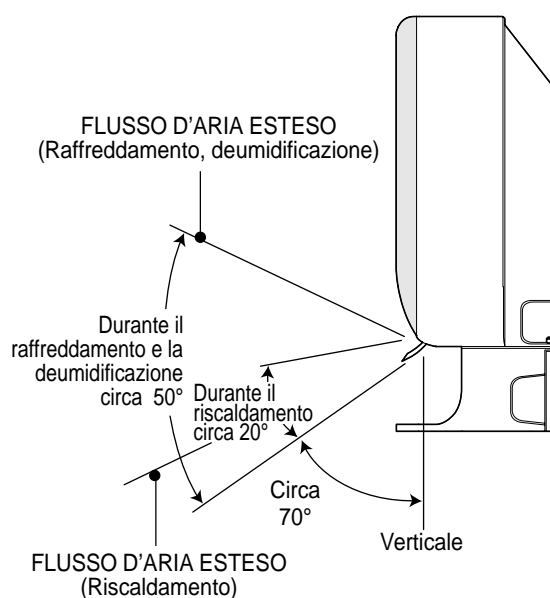 FLUSSO D'ARIA ESTESO
(Raffreddamento, deumidificazione)
Durante il
raffreddamento e la
deumidificazione
circa 50°
Durante il
riscaldamento
circa 20°
Circa
70°
Verticale
FLUSSO D'ARIA ESTESO
(Riscaldamento)